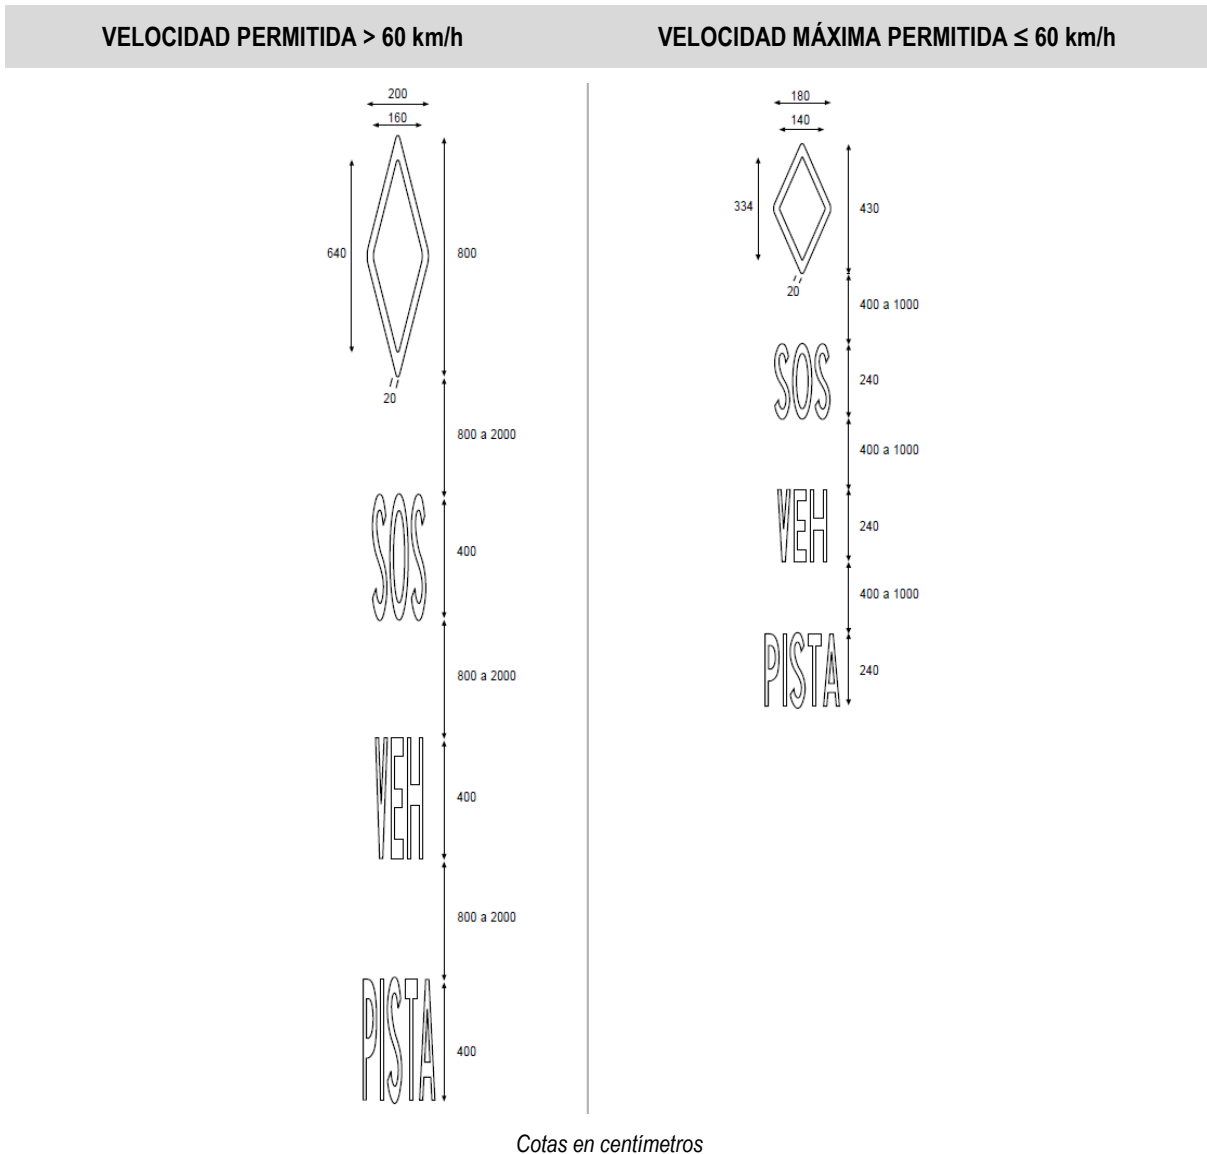 VELOCIDAD PERMITIDA > 60 km/h
200
160
640
800
20
800 a 2000
SOS
400
800 a 2000
VEH
400
800 a 2000
PISTA
400
VELOCIDAD MÁXIMA PERMITIDA ≤ 60 km/h
180
140
334
430
20
400 a 1000
SOS
240
400 a 1000
VEH
240
400 a 1000
PISTA
240
Cotas en centímetros